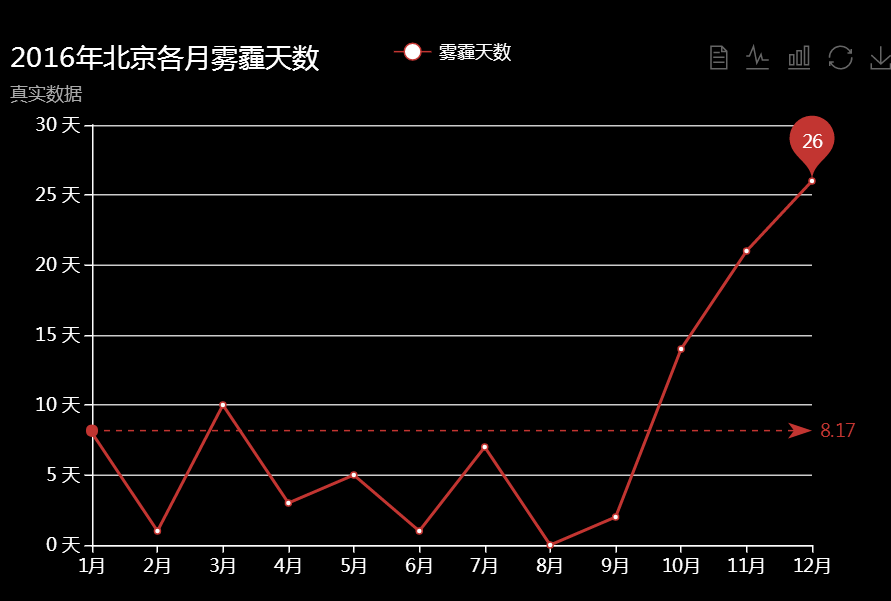 2016年北京各月雾霾天数
雾霾天数
真实数据
30 天
26
25 天
20 天
15 天
10 天
8.17
5 天
0 天
1月 2月 3月 4月 5月 6月 7月 8月 9月 10月 11月 12月